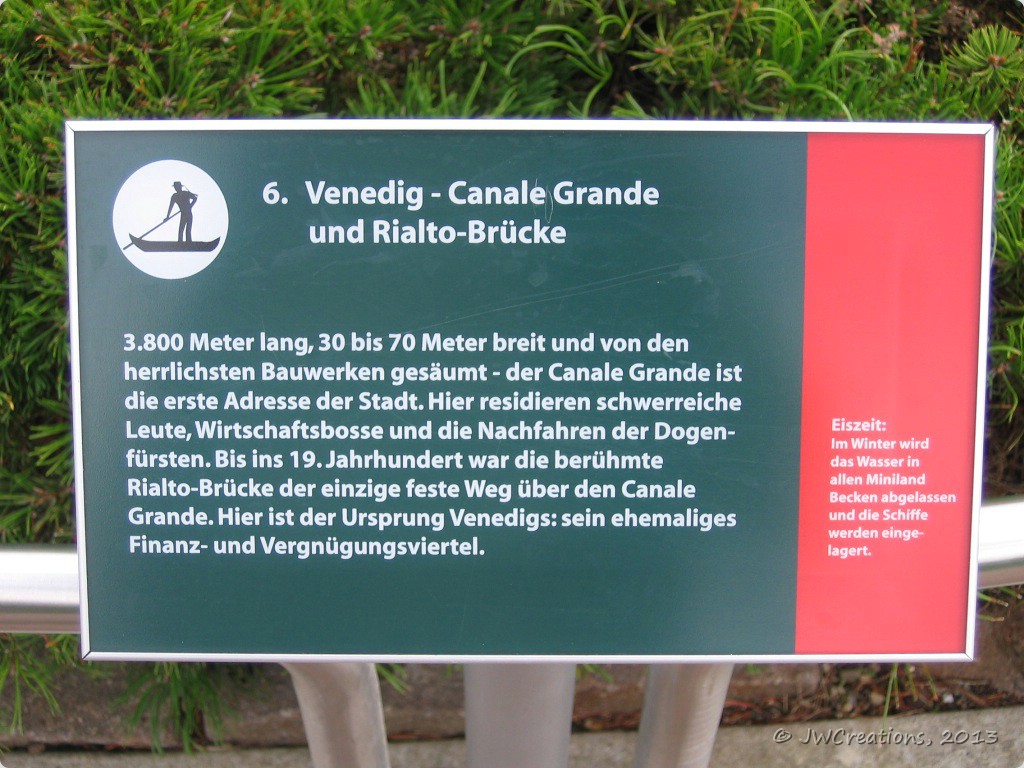 6. Venedig - Canale Grande
und Rialto-Brücke
3.800 Meter lang, 30 bis 70 Meter breit und von den
herrlichsten Bauwerken gesäumt - der Canale Grande ist
die erste Adresse der Stadt. Hier residieren schwerreiche
Leute, Wirtschaftsbosse und die Nachfahren der Dogen-
fürsten. Bis ins 19. Jahrhundert war die berühmte
Rialto-Brücke der einzige feste Weg über den Canale
Grande. Hier ist der Ursprung Venedigs: sein ehemaliges
Finanz- und Vergnügungsviertel.
Eiszeit:
Im Winter wird
das Wasser in
allen Miniland
Becken abgelassen
und die Schiffe
werden einge-
lagert.
© JWCreations, 2013